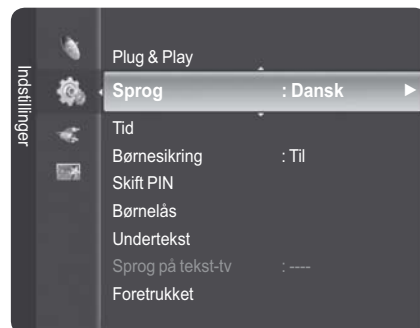 Indstillinger
Plug & Play
Sprog : Dansk
Tid
Børnesikring : Til
Skift PIN
Børnelås
Undertekst
Sprog på tekst-tv : ----
Foretrukket